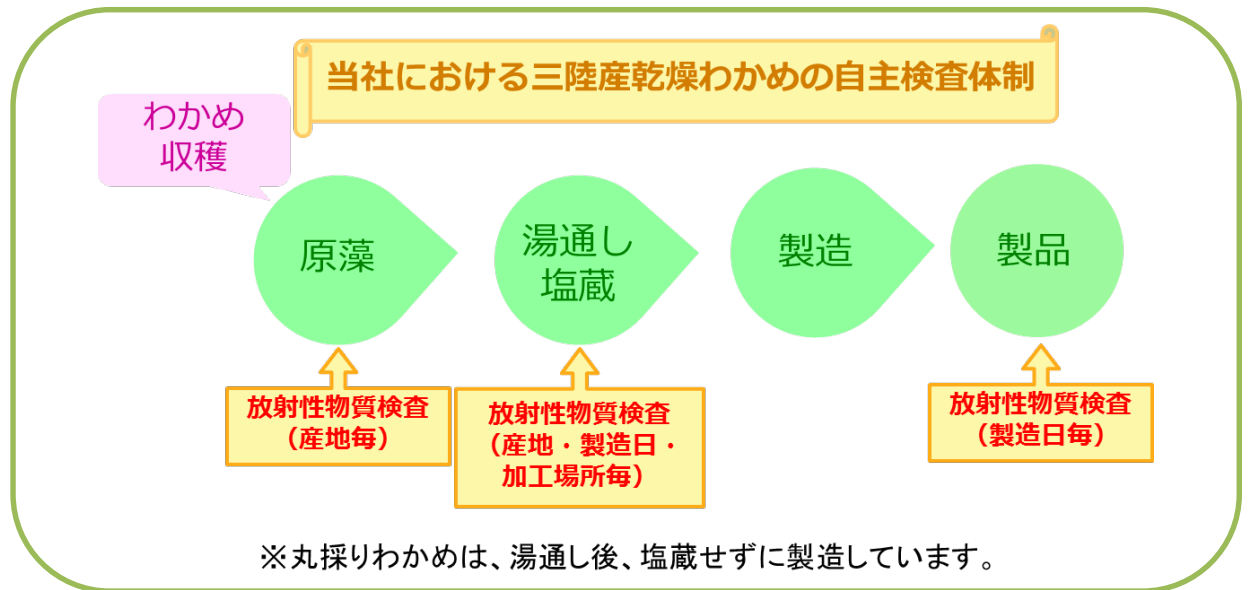 当社における三陸産乾燥わかめの自主検査体制
わかめ
収穫
原藻
湯通し
塩蔵
製造
製品
放射性物質検査
（産地毎）
放射性物質検査
（産地・製造日・
加工場所毎）
放射性物質検査
（製造日毎）
※丸採りわかめは、湯通し後、塩蔵せずに製造しています。